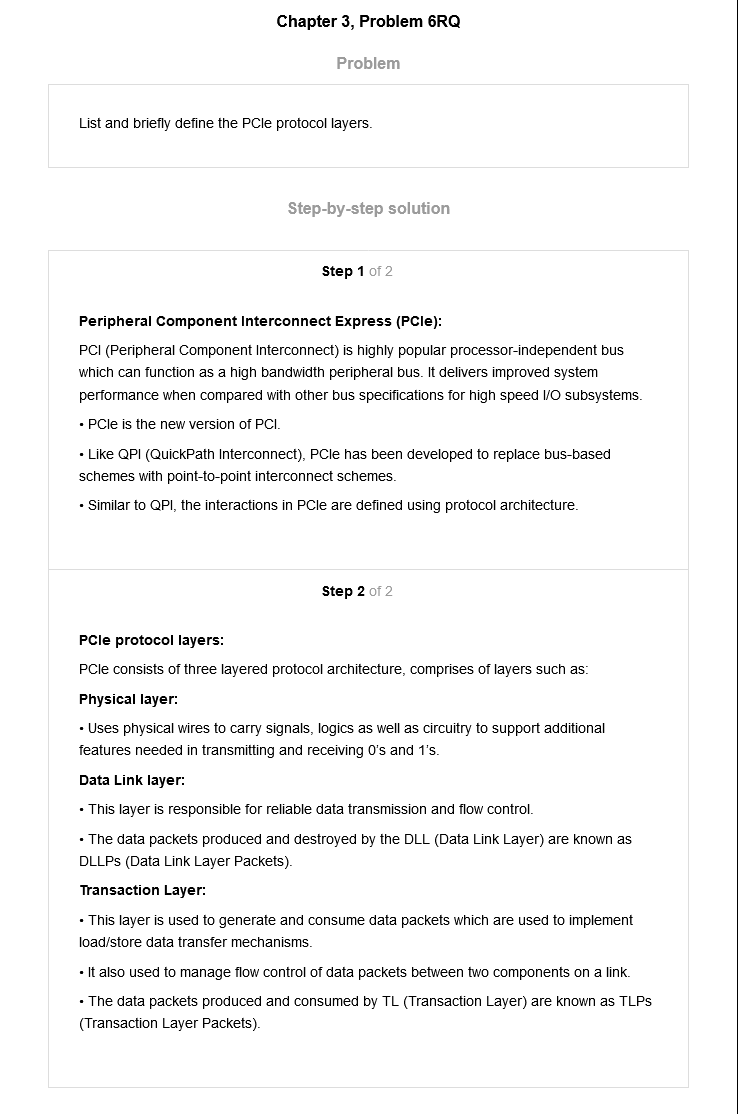 Chapter 3, Problem 6RQ
Problem
List and briefly define the PCIe protocol layers.
Step-by-step solution
Step 1 of 2
Peripheral Component Interconnect Express (PCIe):
PCI (Peripheral Component Interconnect) is highly popular processor-independent bus
which can function as a high bandwidth peripheral bus. It delivers improved system
performance when compared with other bus specifications for high speed I/O subsystems.
• PCIe is the new version of PCI.
• Like QPI (QuickPath Interconnect), PCIe has been developed to replace bus-based
schemes with point-to-point interconnect schemes.
• Similar to QPI, the interactions in PCIe are defined using protocol architecture.
Step 2 of 2
PCIe protocol layers:
PCIe consists of three layered protocol architecture, comprises of layers such as:
Physical layer:
• Uses physical wires to carry signals, logics as well as circuitry to support additional
features needed in transmitting and receiving 0’s and 1’s.
Data Link layer:
• This layer is responsible for reliable data transmission and flow control.
• The data packets produced and destroyed by the DLL (Data Link Layer) are known as
DLLPs (Data Link Layer Packets).
Transaction Layer:
• This layer is used to generate and consume data packets which are used to implement
load/store data transfer mechanisms.
• It also used to manage flow control of data packets between two components on a link.
• The data packets produced and consumed by TL (Transaction Layer) are known as TLPs
(Transaction Layer Packets).